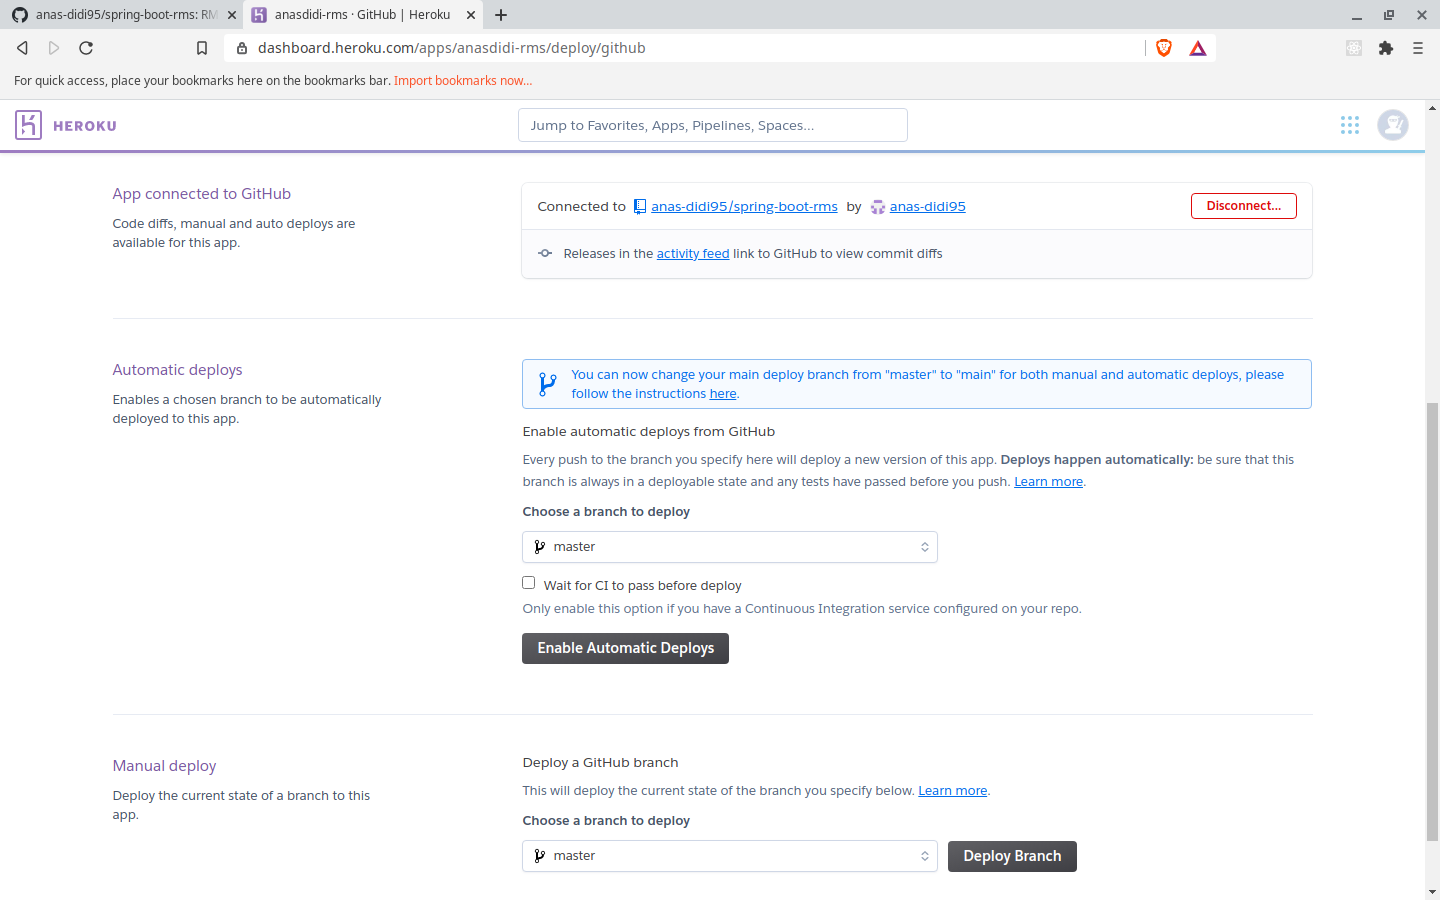 anas-didi95/spring-boot-rms: RM
anasdidi-rms · GitHub | Heroku
dashboard.heroku.com/apps/anasdidi-rms/deploy/github
For quick access, place your bookmarks here on the bookmarks bar. Import bookmarks now...
HEROKU
Jump to Favorites, Apps, Pipelines, Spaces...
App connected to GitHub
Code diffs, manual and auto deploys are
available for this app.
Connected to anas-didi95/spring-boot-rms by anas-didi95
Disconnect...
Releases in the activity feed link to GitHub to view commit diffs
Automatic deploys
Enables a chosen branch to be automatically
deployed to this app.
You can now change your main deploy branch from "master" to "main" for both manual and automatic deploys, please
follow the instructions here.
Enable automatic deploys from GitHub
Every push to the branch you specify here will deploy a new version of this app. Deploys happen automatically: be sure that this
branch is always in a deployable state and any tests have passed before you push. Learn more.
Choose a branch to deploy
master
Wait for CI to pass before deploy
Only enable this option if you have a Continuous Integration service configured on your repo.
Enable Automatic Deploys
Manual deploy
Deploy the current state of a branch to this
app.
Deploy a GitHub branch
This will deploy the current state of the branch you specify below. Learn more.
Choose a branch to deploy
master
Deploy Branch